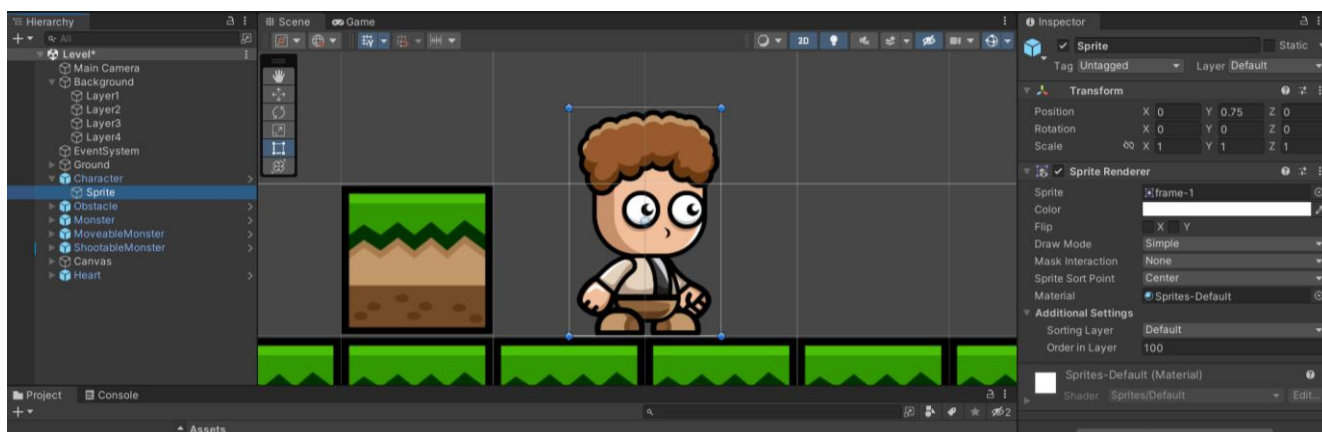 Hierarchy
All
Level*
Main Camera
Background
Layer1
Layer2
Layer3
Layer4
EventSystem
Ground
Character
Sprite
Obstacle
Monster
MoveableMonster
ShootableMonster
Canvas
Heart
Scene Game
2D
Inspector
Sprite Static
Tag Untagged Layer Default
Transform
Position X 0 Y 0.75 Z 0
Rotation X 0 Y 0 Z 0
Scale X 1 Y 1 Z 1
Sprite Renderer
Sprite frame-1
Color
Flip X Y
Draw Mode Simple
Mask Interaction None
Sprite Sort Point Center
Material Sprites-Default
Additional Settings
Sorting Layer Default
Order in Layer 100
Sprites-Default (Material)
Shader Sprites/Default Edit...
Project Console
2
Assets